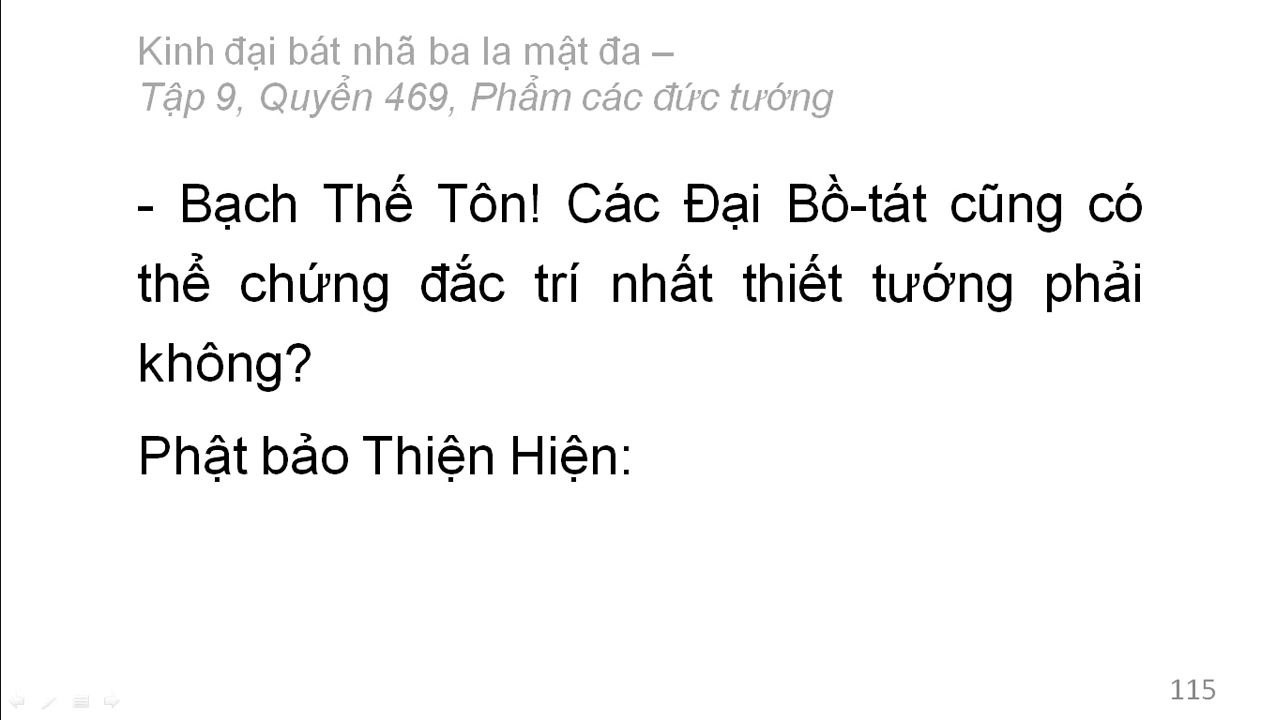 Kinh đại bát nhã ba la mật đa –
Tập 9, Quyển 469, Phẩm các đức tướng
- Bạch Thế Tôn! Các Đại Bồ-tát cũng có
thể chứng đắc trí nhất thiết tướng phải
không?
Phật bảo Thiện Hiện:
115